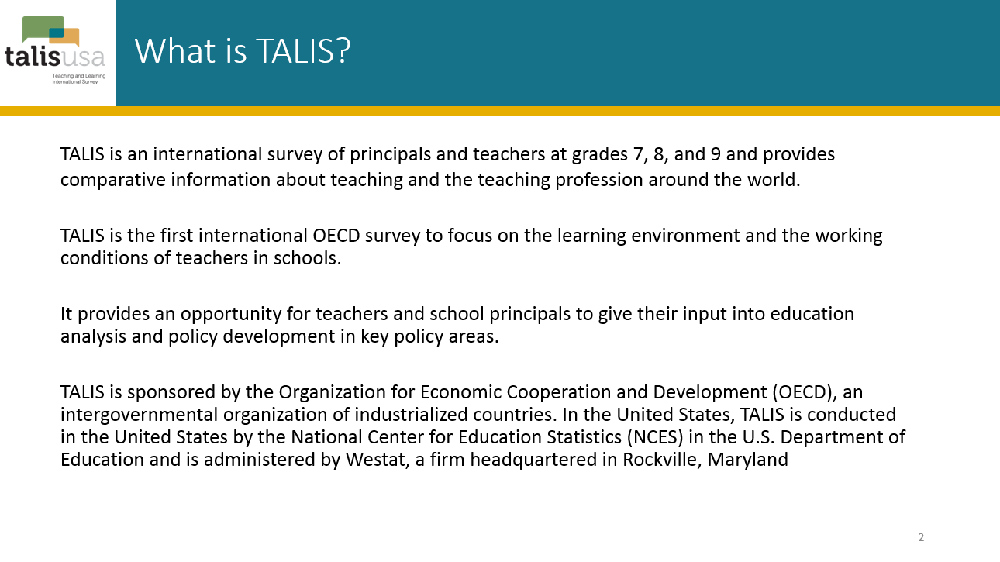 talisusa
Teaching and Learning
International Survey
What is TALIS?
TALIS is an international survey of principals and teachers at grades 7, 8, and 9 and provides
comparative information about teaching and the teaching profession around the world.
TALIS is the first international OECD survey to focus on the learning environment and the working
conditions of teachers in schools.
It provides an opportunity for teachers and school principals to give their input into education
analysis and policy development in key policy areas.
TALIS is sponsored by the Organization for Economic Cooperation and Development (OECD), an
intergovernmental organization of industrialized countries. In the United States, TALIS is conducted
in the United States by the National Center for Education Statistics (NCES) in the U.S. Department of
Education and is administered by Westat, a firm headquartered in Rockville, Maryland
2